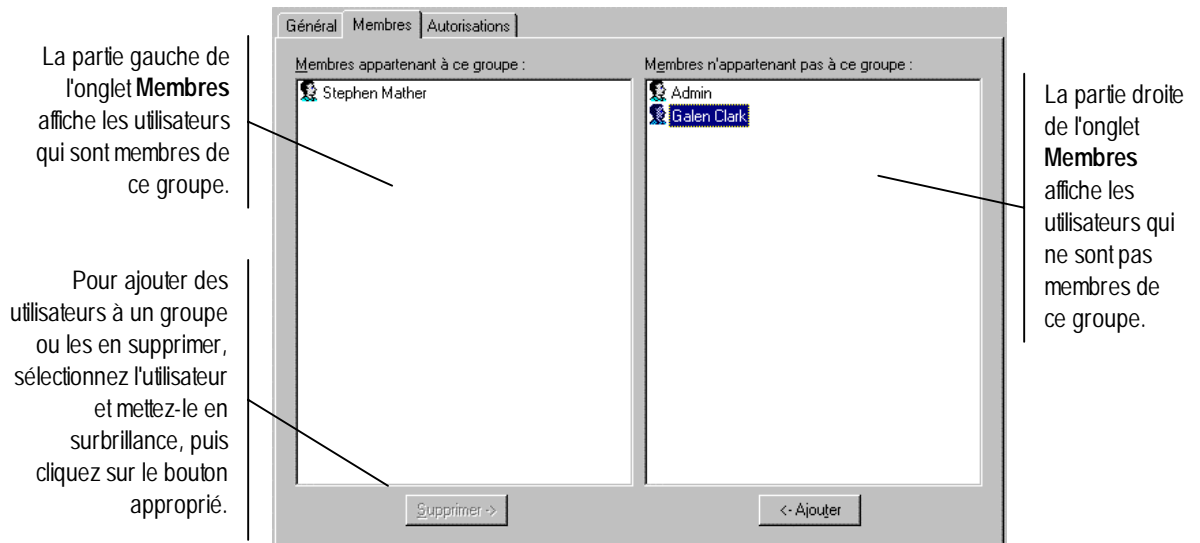 Général Membres Autorisations
La partie gauche de
l'onglet Membres
affiche les utilisateurs
qui sont membres de
ce groupe.
Pour ajouter des
utilisateurs à un groupe
ou les en supprimer,
sélectionnez l'utilisateur
et mettez-le en
surbrillance, puis
cliquez sur le bouton
approprié.
Membres appartenant à ce groupe :
Stephen Mather
Supprimer ->
Membres n'appartenant pas à ce groupe :
Admin
Galen Clark
<- Ajouter
La partie droite
de l'onglet
Membres
affiche les
utilisateurs qui
ne sont pas
membres de
ce groupe.